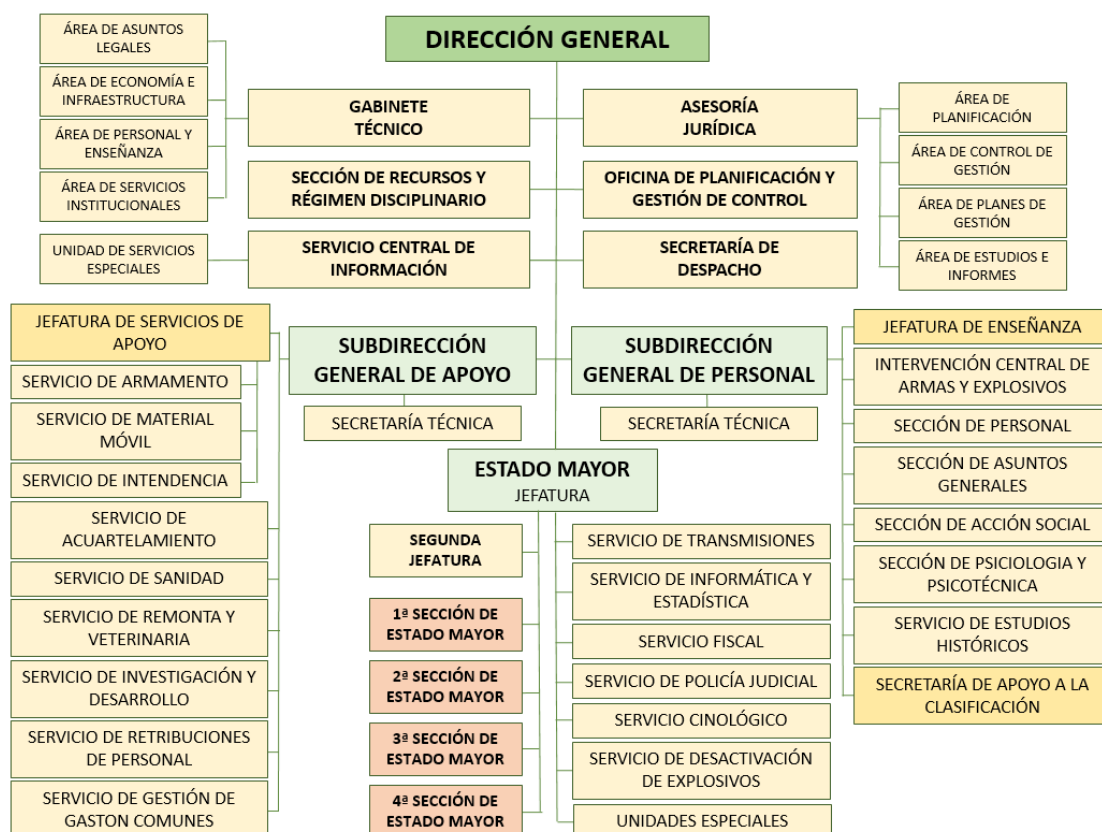 DIRECCIÓN GENERAL
ÁREA DE ASUNTOS
LEGALES
ÁREA DE ECONOMÍA E
INFRAESTRUCTURA
ÁREA DE PERSONAL Y
ENSEÑANZA
ÁREA DE SERVICIOS
INSTITUCIONALES
UNIDAD DE SERVICIOS
ESPECIALES
GABINETE
TÉCNICO
SECCIÓN DE RECURSOS Y
RÉGIMEN DISCIPLINARIO
SERVICIO CENTRAL DE
INFORMACIÓN
ASESORÍA
JURÍDICA
OFICINA DE PLANIFICACIÓN Y
GESTIÓN DE CONTROL
SECRETARÍA DE
DESPACHO
ÁREA DE
PLANIFICACIÓN
ÁREA DE CONTROL DE
GESTIÓN
ÁREA DE PLANES DE
GESTIÓN
ÁREA DE ESTUDIOS E
INFORMES
JEFATURA DE SERVICIOS DE
APOYO
SERVICIO DE ARMAMENTO
SERVICIO DE MATERIAL
MÓVIL
SERVICIO DE INTENDENCIA
SERVICIO DE
ACUARTELAMIENTO
SERVICIO DE SANIDAD
SERVICIO DE REMONTA Y
VETERINARIA
SERVICIO DE INVESTIGACIÓN Y
DESARROLLO
SERVICIO DE RETRIBUCIONES
DE PERSONAL
SERVICIO DE GESTIÓN DE
GASTON COMUNES
SUBDIRECCIÓN
GENERAL DE APOYO
SECRETARÍA TÉCNICA
SUBDIRECCIÓN
GENERAL DE PERSONAL
SECRETARÍA TÉCNICA
ESTADO MAYOR
JEFATURA
SEGUNDA
JEFATURA
1ª SECCIÓN DE
ESTADO MAYOR
2ª SECCIÓN DE
ESTADO MAYOR
3ª SECCIÓN DE
ESTADO MAYOR
4ª SECCIÓN DE
ESTADO MAYOR
SERVICIO DE TRANSMISIONES
SERVICIO DE INFORMÁTICA Y
ESTADÍSTICA
SERVICIO FISCAL
SERVICIO DE POLICÍA JUDICIAL
SERVICIO CINOLÓGICO
SERVICIO DE DESACTIVACIÓN
DE EXPLOSIVOS
UNIDADES ESPECIALES
JEFATURA DE ENSEÑANZA
INTERVENCIÓN CENTRAL DE
ARMAS Y EXPLOSIVOS
SECCIÓN DE PERSONAL
SECCIÓN DE ASUNTOS
GENERALES
SECCIÓN DE ACCIÓN SOCIAL
SECCIÓN DE PSICIOLOGIA Y
PSICOTÉCNICA
SERVICIO DE ESTUDIOS
HISTÓRICOS
SECRETARÍA DE APOYO A LA
CLASIFICACIÓN